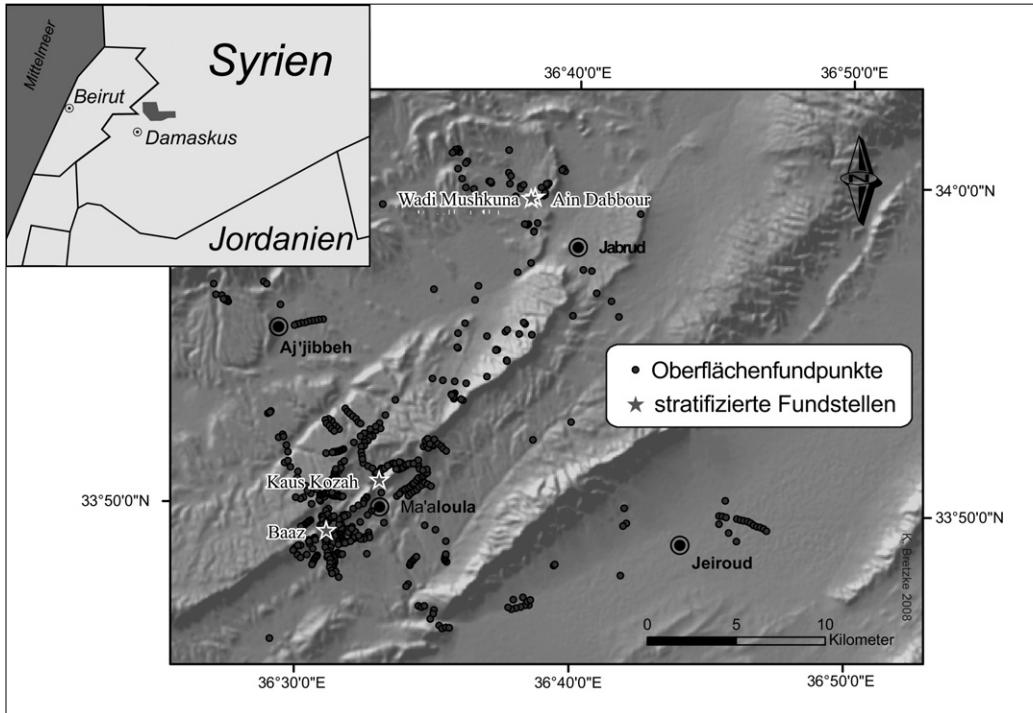 Mittelmeer
Syrien
Beirut
Damaskus
Jordanien
36°40'0"E
36°50'0"E
34°0'0"N
N
Wadi Mushkuna
Ain Dabbour
Jabrud
Aj'jibbeh
Oberflächenfundpunkte
stratifizierte Fundstellen
Kaus Kozah
33°50'0"N
Ma'aloula
33°50'0"N
Baaz
Jeiroud
K. Bretzke 2008
0 5 10
Kilometer
36°30'0"E
36°40'0"E
36°50'0"E